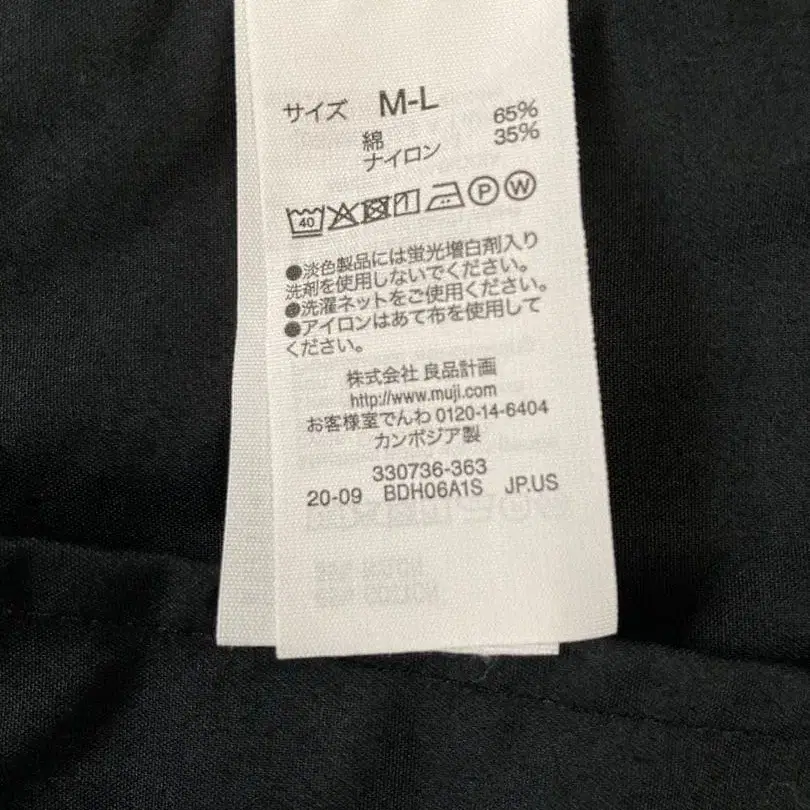 サイズ M-L
綿 65%
ナイロン 35%
40 P W
●淡色製品には蛍光増白剤入り
洗剤を使用しないでください。
●洗濯ネットをご使用ください。
●アイロンはあて布を使用して
ください。
株式会社 良品計画
http://www.muji.com
お客様室でんわ 0120-14-6404
カンボジア製
330736-363
20-09 BDH06A1S JP.US